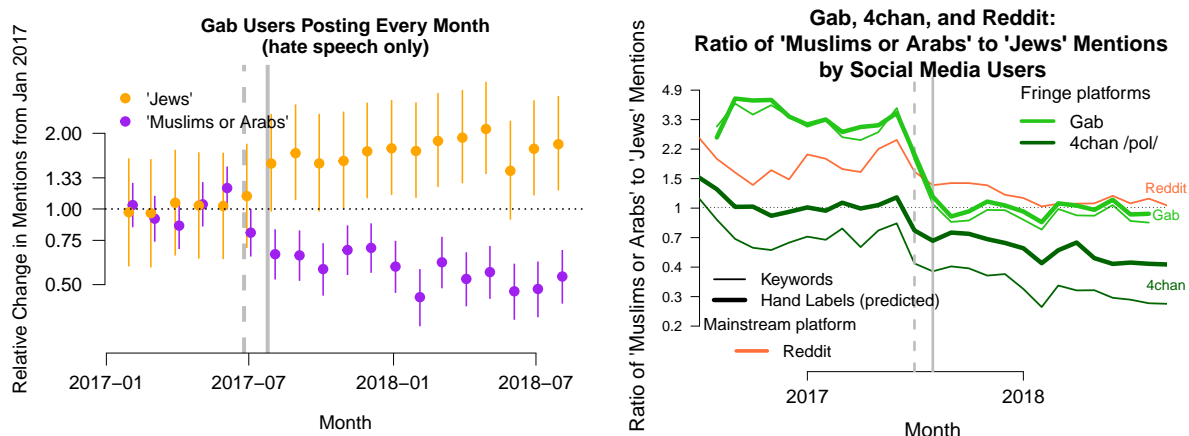 Gab Users Posting Every Month
(hate speech only)
Relative Change in Mentions from Jan 2017
'Jews'
'Muslims or Arabs'
2.00
1.33
1.00
0.75
0.50
2017–01
2017–07
2018–01
2018–07
Month
Gab, 4chan, and Reddit:
Ratio of 'Muslims or Arabs' to 'Jews' Mentions
by Social Media Users
Ratio of 'Muslims or Arabs' to 'Jews' Mentions
4.9
3.3
2.2
1.5
1
0.7
0.4
0.3
0.2
Fringe platforms
Gab
4chan /pol/
Reddit
Gab
4chan
Keywords
Hand Labels (predicted)
Mainstream platform
Reddit
2017
2018
Month